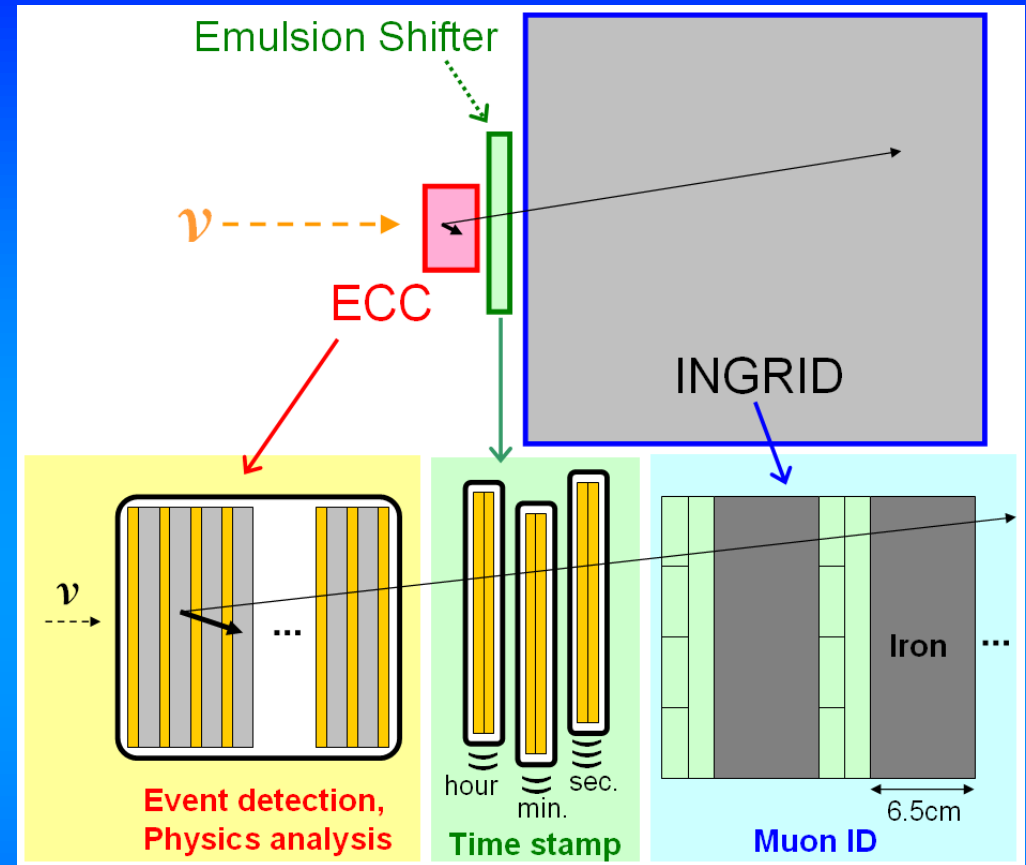 Emulsion Shifter
ν
ECC
INGRID
ν
...
Iron
...
hour
min.
sec.
6.5cm
Event detection,
Physics analysis
Time stamp
Muon ID